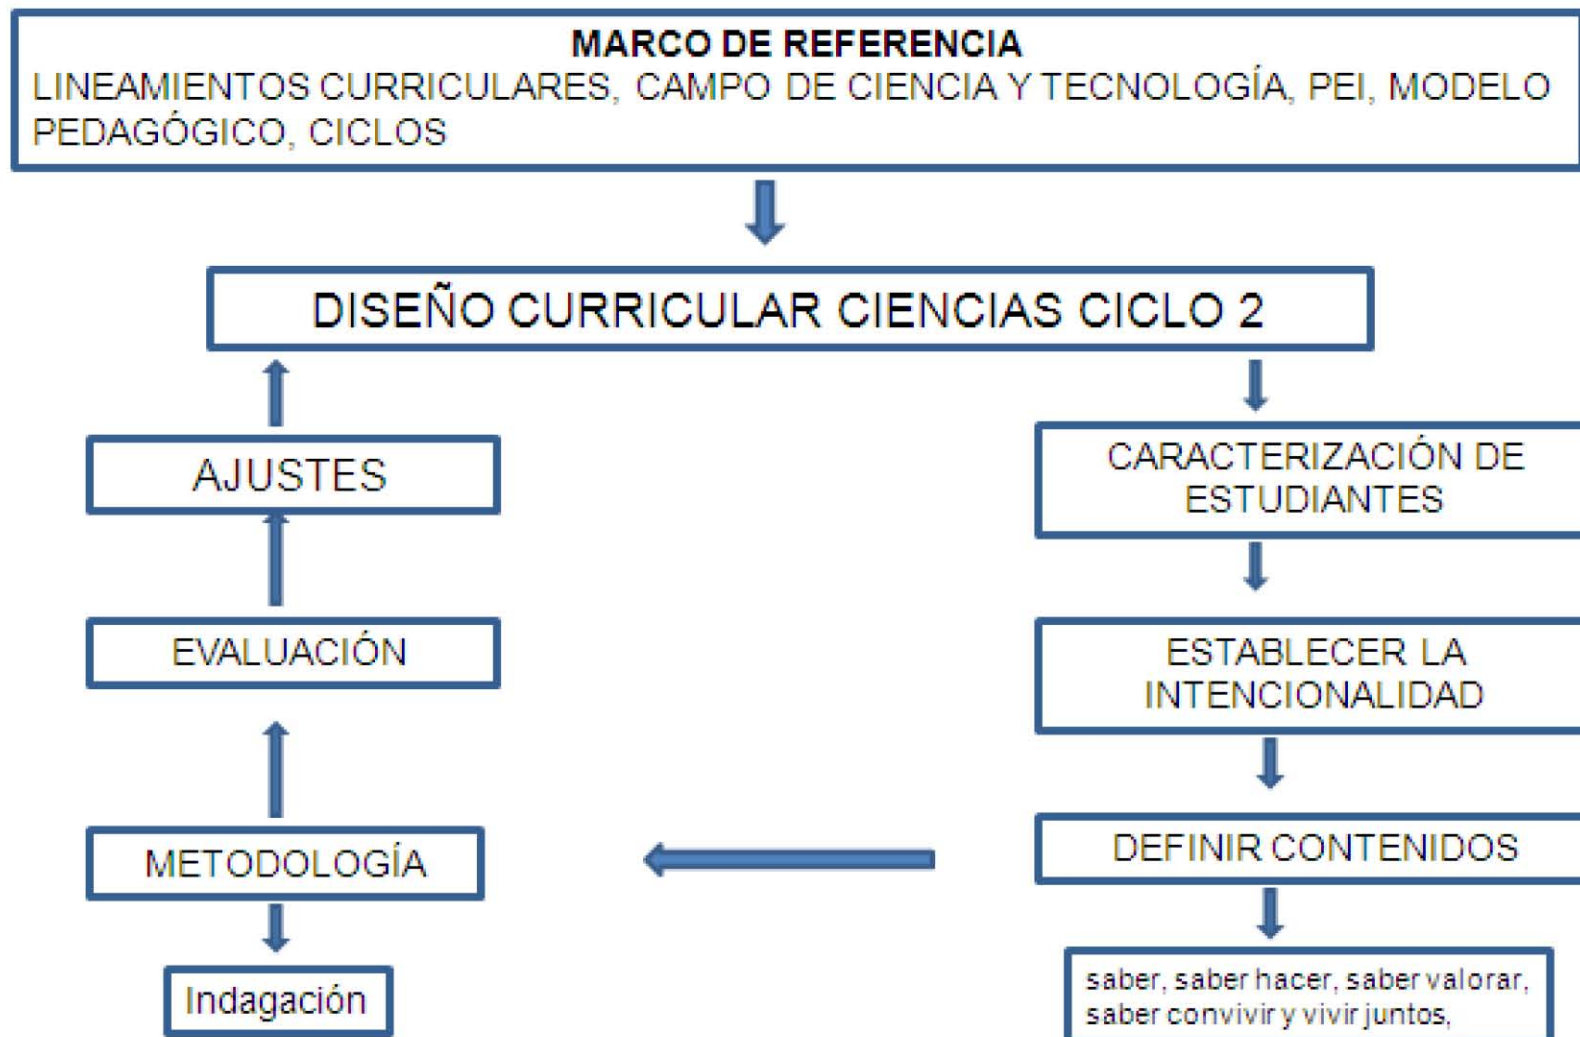 MARCO DE REFERENCIA
LINEAMIENTOS CURRICULARES, CAMPO DE CIENCIA Y TECNOLOGÍA, PEI, MODELO
PEDAGÓGICO, CICLOS
DISEÑO CURRICULAR CIENCIAS CICLO 2
AJUSTES
CARACTERIZACIÓN DE
ESTUDIANTES
EVALUACIÓN
ESTABLECER LA
INTENCIONALIDAD
METODOLOGÍA
DEFINIR CONTENIDOS
Indagación
saber, saber hacer, saber valorar,
saber convivir y vivir juntos,